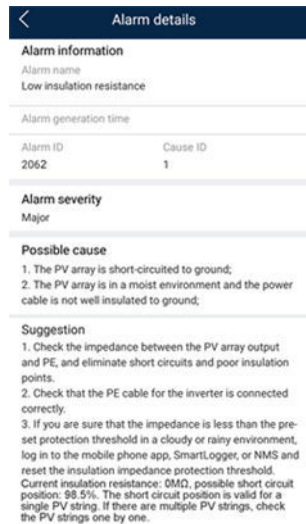 Alarm details
Alarm information
Alarm name
Low insulation resistance
Alarm generation time
Alarm ID Cause ID
2062 1
Alarm severity
Major
Possible cause
1. The PV array is short-circuited to ground;
2. The PV array is in a moist environment and the power
cable is not well insulated to ground;
Suggestion
1. Check the impedance between the PV array output
and PE, and eliminate short circuits and poor insulation
points.
2. Check that the PE cable for the inverter is connected
correctly.
3. If you are sure that the impedance is less than the pre-
set protection threshold in a cloudy or rainy environment,
log in to the mobile phone app, SmartLogger, or NMS and
reset the insulation impedance protection threshold.
Current insulation resistance: 0MΩ, possible short circuit
position: 98.5%. The short circuit position is valid for a
single PV string. If there are multiple PV strings, check
the PV strings one by one.